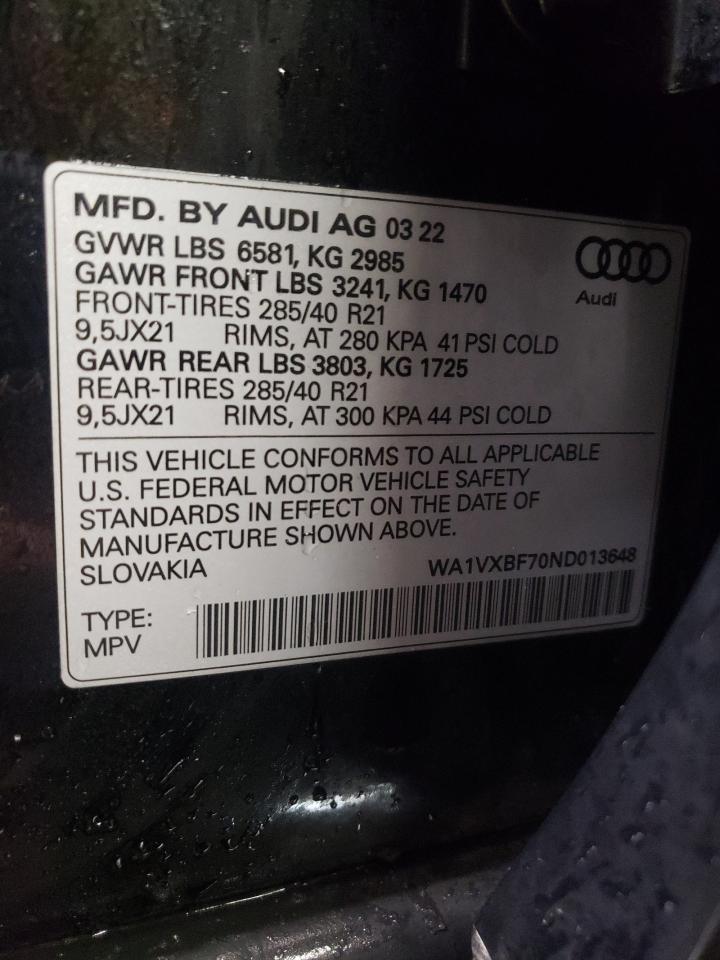 MFD. BY AUDI AG 03 22
GVWR LBS 6581, KG 2985
GAWR FRONT LBS 3241, KG 1470
FRONT-TIRES 285/40 R21
9,5JX21 RIMS, AT 280 KPA 41 PSI COLD
GAWR REAR LBS 3803, KG 1725
REAR-TIRES 285/40 R21
9,5JX21 RIMS, AT 300 KPA 44 PSI COLD
Audi
THIS VEHICLE CONFORMS TO ALL APPLICABLE
U.S. FEDERAL MOTOR VEHICLE SAFETY
STANDARDS IN EFFECT ON THE DATE OF
MANUFACTURE SHOWN ABOVE.
SLOVAKIA WA1VXBF70ND013648
TYPE:
MPV